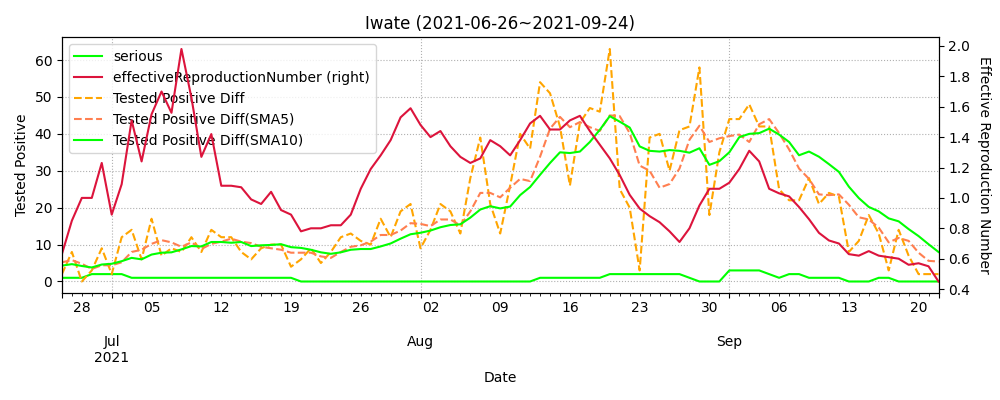 Iwate (2021-06-26~2021-09-24)
serious
effectiveReproductionNumber (right)
Tested Positive Diff
Tested Positive Diff(SMA5)
Tested Positive Diff(SMA10)
Tested Positive
60
50
40
30
20
10
0
2.0
1.8
1.6
1.4
1.2
1.0
0.8
0.6
0.4
Effective Reproduction Number
28 05 12 19 26 02 09 16 23 30 06 13 20
Jul Aug Sep
2021
Date